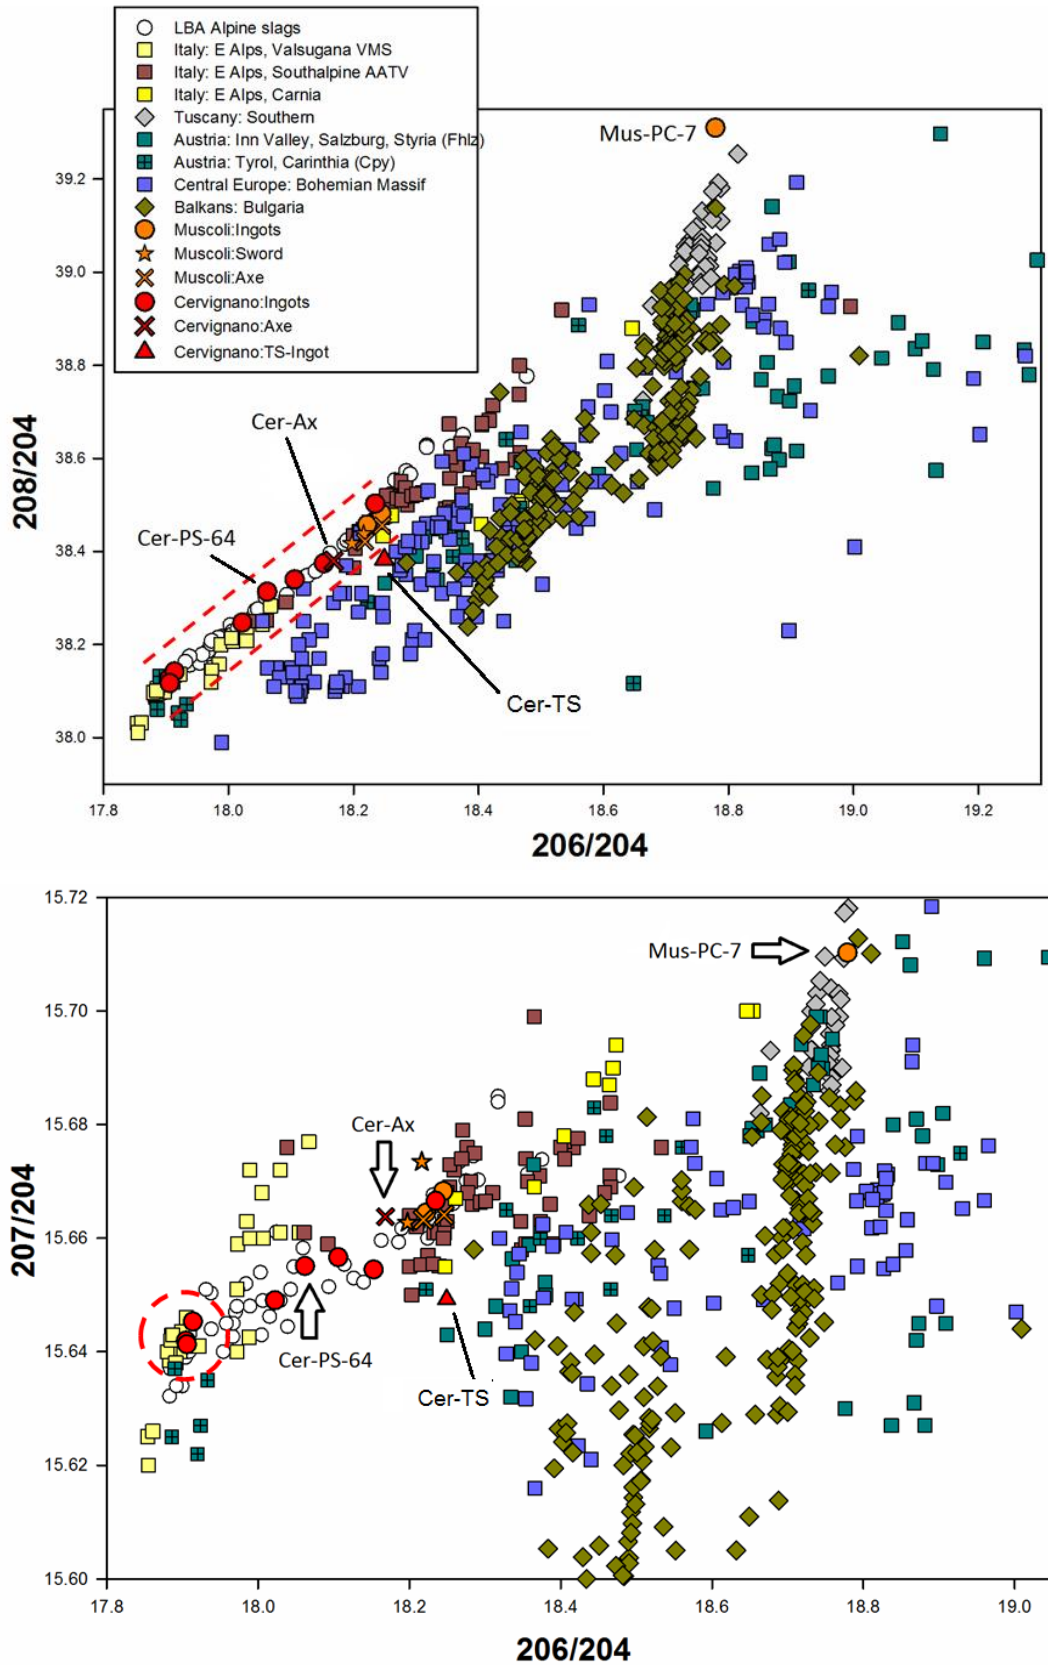 LBA Alpine slags
Italy: E Alps, Valsugana VMS
Italy: E Alps, Southalpine AATV
Italy: E Alps, Carnia
Tuscany: Southern
Austria: Inn Valley, Salzburg, Styria (Fhlz)
Austria: Tyrol, Carinthia (Cpy)
Central Europe: Bohemian Massif
Balkans: Bulgaria
Muscoli:Ingots
Muscoli:Sword
Muscoli:Axe
Cervignano:Ingots
Cervignano:Axe
Cervignano:TS-Ingot
Mus-PC-7
Cer-Ax
Cer-PS-64
Cer-TS
208/204
39.2
39.0
38.8
38.6
38.4
38.2
38.0
17.8 18.0 18.2 18.4 18.6 18.8 19.0 19.2
206/204
15.72
15.70
15.68
15.66
15.64
15.62
15.60
207/204
Mus-PC-7
Cer-Ax
Cer-PS-64
Cer-TS
17.8 18.0 18.2 18.4 18.6 18.8 19.0
206/204